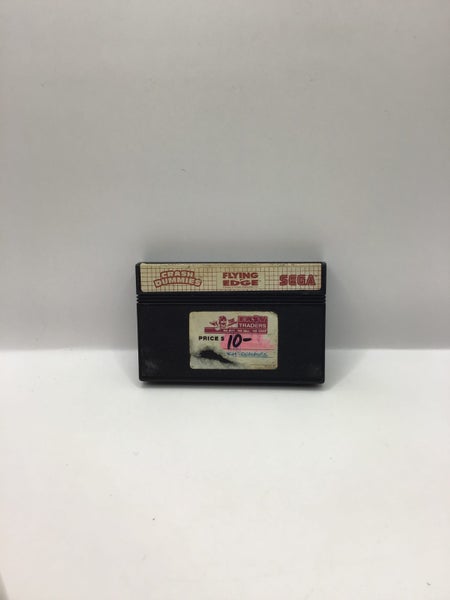 CRASH
DUMMIES
FLYING
EDGE
SEGA
TRADERS
PRICE $ 10-